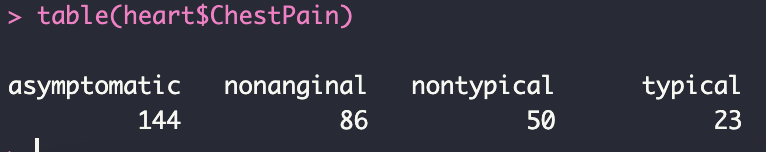 > table(heart$ChestPain)
asymptomatic nonanginal nontypical typical
144 86 50 23
>